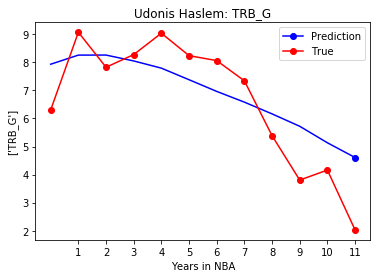 Udonis Haslem: TRB_G
Prediction
True
9
8
7
6
5
4
3
2
['TRB_G']
1 2 3 4 5 6 7 8 9 10 11
Years in NBA